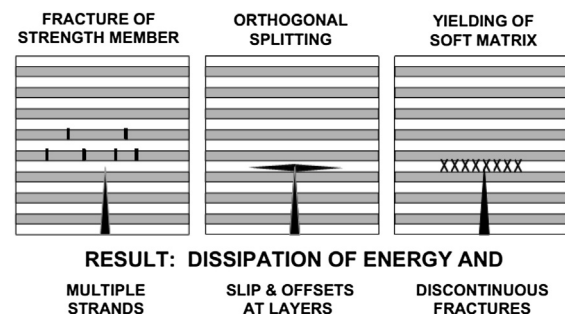 FRACTURE OF
STRENGTH MEMBER
ORTHOGONAL
SPLITTING
YIELDING OF
SOFT MATRIX
XXXXXXXX
RESULT: DISSIPATION OF ENERGY AND
MULTIPLE
STRANDS
SLIP & OFFSETS
AT LAYERS
DISCONTINUOUS
FRACTURES